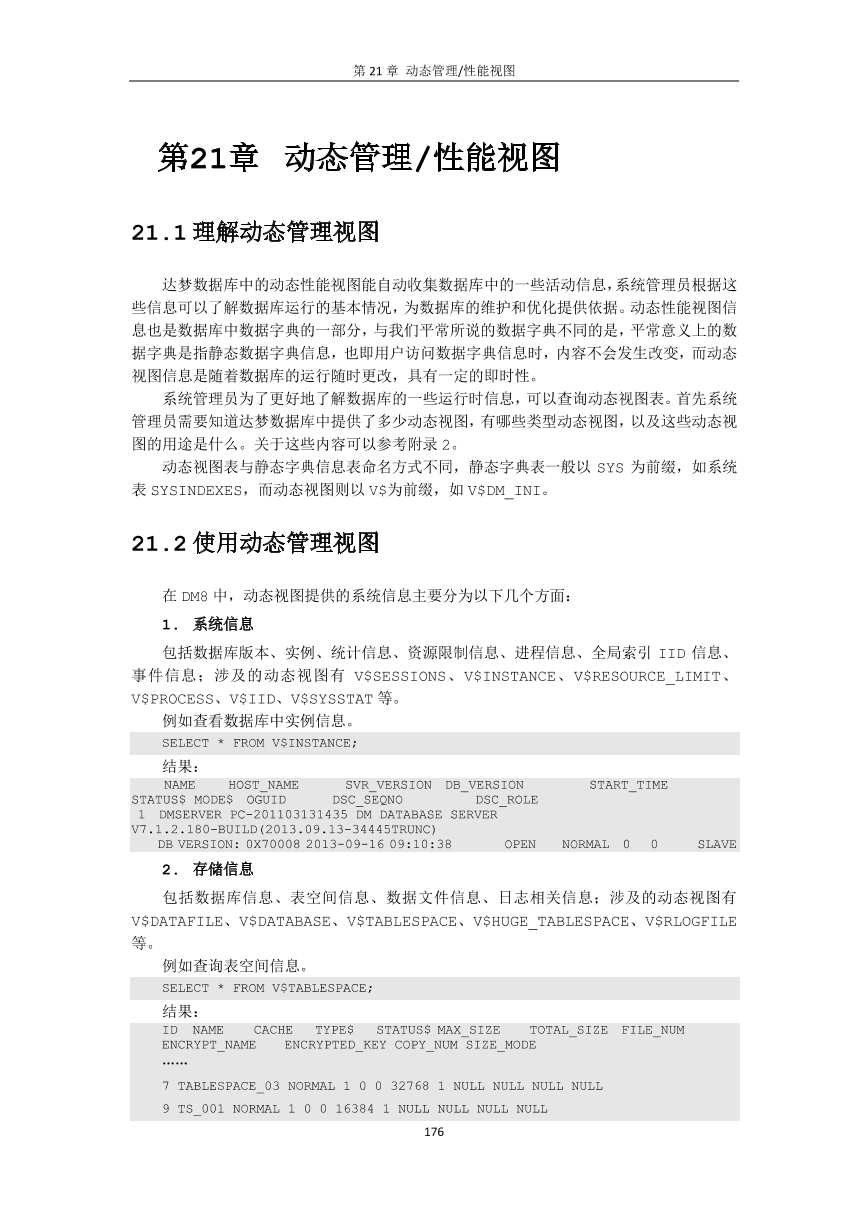 第 21 章 动态管理/性能视图
第21章 动态管理/性能视图
21.1 理解动态管理视图
达梦数据库中的动态性能视图能自动收集数据库中的一些活动信息，系统管理员根据这
些信息可以了解数据库运行的基本情况，为数据库的维护和优化提供依据。动态性能视图信
息也是数据库中数据字典的一部分，与我们平常所说的数据字典不同的是，平常意义上的数
据字典是指静态数据字典信息，也即用户访问数据字典信息时，内容不会发生改变，而动态
视图信息是随着数据库的运行随时更改，具有一定的即时性。
系统管理员为了更好地了解数据库的一些运行时信息，可以查询动态视图表。首先系统
管理员需要知道达梦数据库中提供了多少动态视图，有哪些类型动态视图，以及这些动态视
图的用途是什么。关于这些内容可以参考附录 2。
动态视图表与静态字典信息表命名方式不同，静态字典表一般以 SYS 为前缀，如系统
表 SYSINDEXES，而动态视图则以 V$为前缀，如 V$DM_INI。
21.2 使用动态管理视图
在 DM8 中，动态视图提供的系统信息主要分为以下几个方面：
1. 系统信息
包括数据库版本、实例、统计信息、资源限制信息、进程信息、全局索引 IID 信息、
事件信息；涉及的动态视图有 V$SESSIONS、V$INSTANCE、V$RESOURCE_LIMIT、
V$PROCESS、V$IID、V$SYSSTAT 等。
例如查看数据库中实例信息。
SELECT * FROM V$INSTANCE;
结果：
NAME HOST_NAME SVR_VERSION DB_VERSION START_TIME
STATUS$ MODE$ OGUID DSC_SEQNO DSC_ROLE
1 DMSERVER PC-201103131435 DM DATABASE SERVER
V7.1.2.180-BUILD(2013.09.13-34445TRUNC)
DB VERSION: 0X70008 2013-09-16 09:10:38 OPEN NORMAL 0 0 SLAVE
2. 存储信息
包括数据库信息、表空间信息、数据文件信息、日志相关信息；涉及的动态视图有
V$DATAFILE、V$DATABASE、V$TABLESPACE、V$HUGE_TABLESPACE、V$RLOGFILE
等。
例如查询表空间信息。
SELECT * FROM V$TABLESPACE;
结果：
ID NAME CACHE TYPE$ STATUS$ MAX_SIZE TOTAL_SIZE FILE_NUM
ENCRYPT_NAME ENCRYPTED_KEY COPY_NUM SIZE_MODE
……
7 TABLESPACE_03 NORMAL 1 0 0 32768 1 NULL NULL NULL NULL
9 TS_001 NORMAL 1 0 0 16384 1 NULL NULL NULL NULL
176